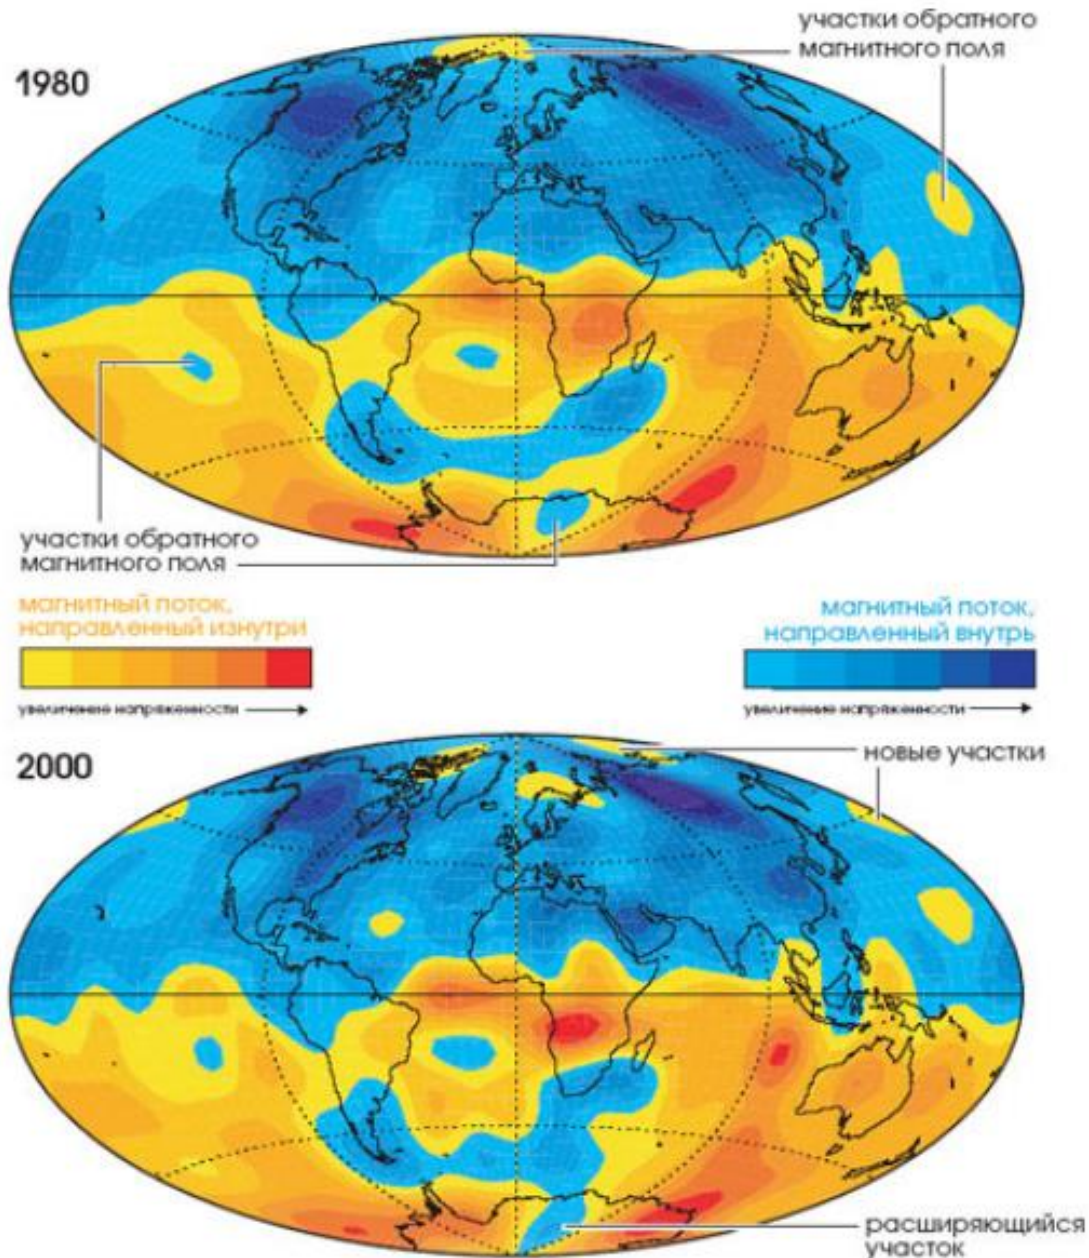 участки обратного
магнитного поля
1980
участки обратного
магнитного поля
магнитный поток,
направленный изнутри
увеличение напряженности
магнитный поток,
направленный внутрь
увеличение напряженности
2000
новые участки
расширяющийся
участок